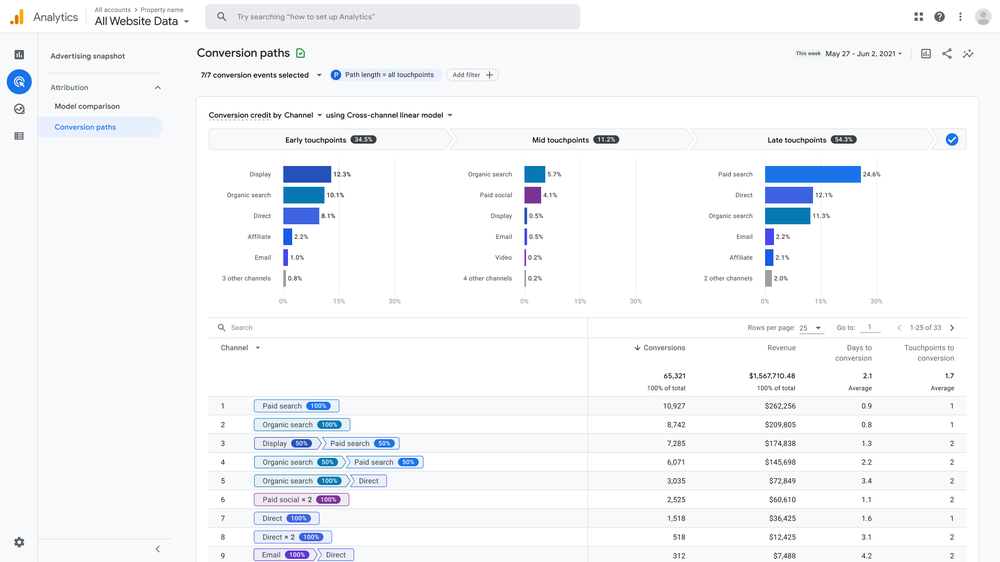 Analytics
All accounts > Property name
All Website Data
Try searching "how to set up Analytics"
Advertising snapshot
Attribution
Model comparison
Conversion paths
Conversion paths
This week May 27 - Jun 2, 2021
7/7 conversion events selected
P Path length = all touchpoints
Add filter +
Conversion credit by Channel using Cross-channel linear model
Early touchpoints 34.5%
Mid touchpoints 11.2%
Late touchpoints 54.3%
Display 12.3%
Organic search 10.1%
Direct 8.1%
Affiliate 2.2%
Email 1.0%
3 other channels 0.8%
0% 15% 30%
Organic search 5.7%
Paid social 4.1%
Display 0.5%
Email 0.5%
Video 0.2%
4 other channels 0.2%
0% 15% 30%
Paid search 24.6%
Direct 12.1%
Organic search 11.3%
Email 2.2%
Affiliate 2.1%
2 other channels 2.0%
0% 15% 30%
Search
Rows per page: 25 Go to: 1 1-25 of 33
Channel Conversions Revenue Days to conversion Touchpoints to conversion
65,321 $1,567,710.48 2.1 1.7
100% of total 100% of total Average Average
1 Paid search 100% 10,927 $262,256 0.9 1
2 Organic search 100% 8,742 $209,805 0.8 1
3 Display 50% Paid search 50% 7,285 $174,838 1.3 2
4 Organic search 50% Paid search 50% 6,071 $145,698 2.2 2
5 Organic search 100% Direct 3,035 $72,849 3.4 2
6 Paid social × 2 100% 2,525 $60,610 1.1 2
7 Direct 100% 1,518 $36,425 1.6 1
8 Direct × 2 100% 518 $12,425 3.1 2
9 Email 100% Direct 312 $7,488 4.2 2